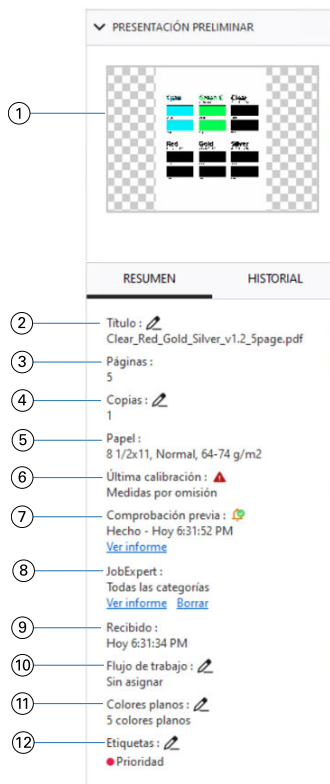 PRESENTACIÓN PRELIMINAR
1
Cyan Green C Clear
Red Gold Silver
RESUMEN HISTORIAL
2 Título :
Clear_Red_Gold_Silver_v1.2_5page.pdf
3 Páginas :
5
4 Copias :
1
5 Papel :
8 1/2x11, Normal, 64-74 g/m2
6 Última calibración :
Medidas por omisión
7 Comprobación previa :
Hecho - Hoy 6:31:52 PM
Ver informe
8 JobExpert :
Todas las categorías
Ver informe Borrar
9 Recibido :
Hoy 6:31:34 PM
10 Flujo de trabajo :
Sin asignar
11 Colores planos :
5 colores planos
12 Etiquetas :
Prioridad